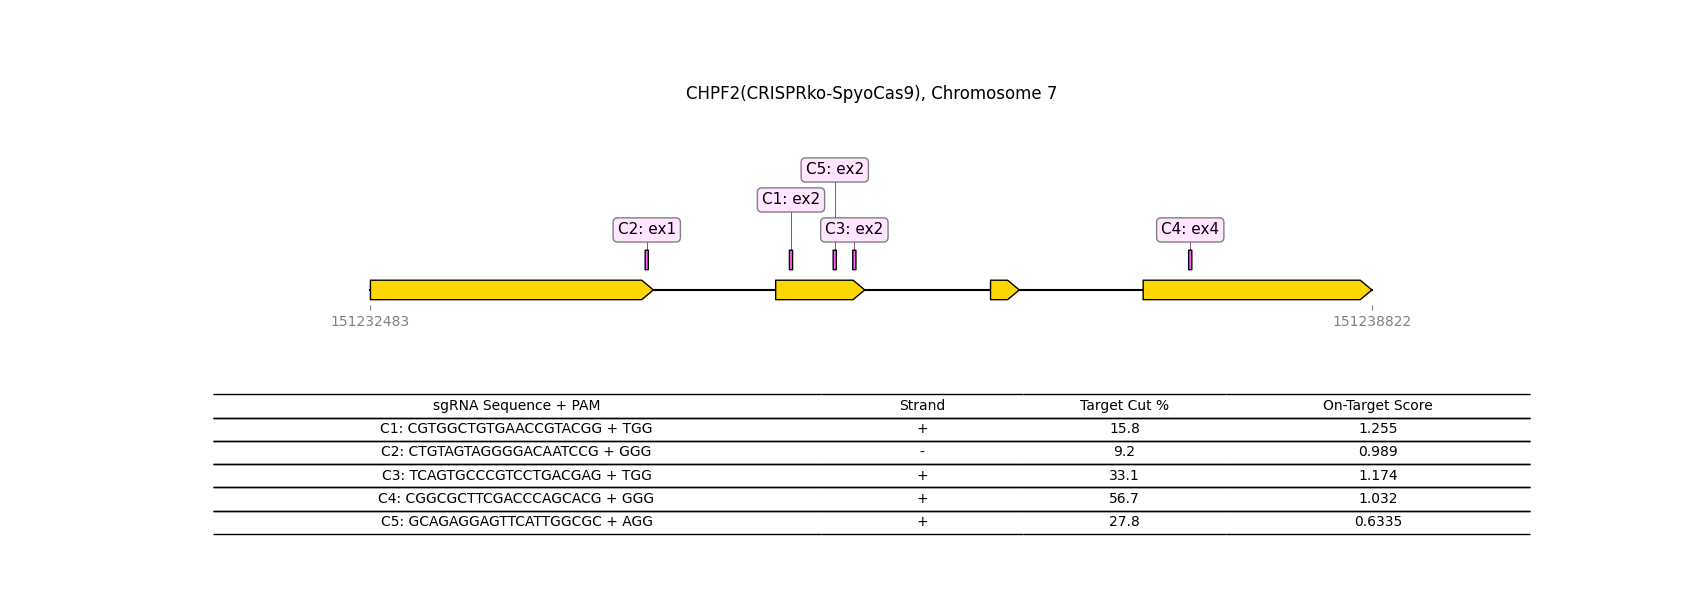 CHPF2(CRISPRko-SpyoCas9), Chromosome 7
C5: ex2
C1: ex2
C2: ex1
C3: ex2
C4: ex4
151232483
151238822
sgRNA Sequence + PAM Strand Target Cut % On-Target Score
C1: CGTGGCTGTGAACCGTACGG + TGG + 15.8 1.255
C2: CTGTAGTAGGGGACAATCCG + GGG - 9.2 0.989
C3: TCAGTGCCCGTCCTGACGAG + TGG + 33.1 1.174
C4: CGGCGCTTCGACCCAGCACG + GGG + 56.7 1.032
C5: GCAGAGGAGTTCATTGGCGC + AGG + 27.8 0.6335